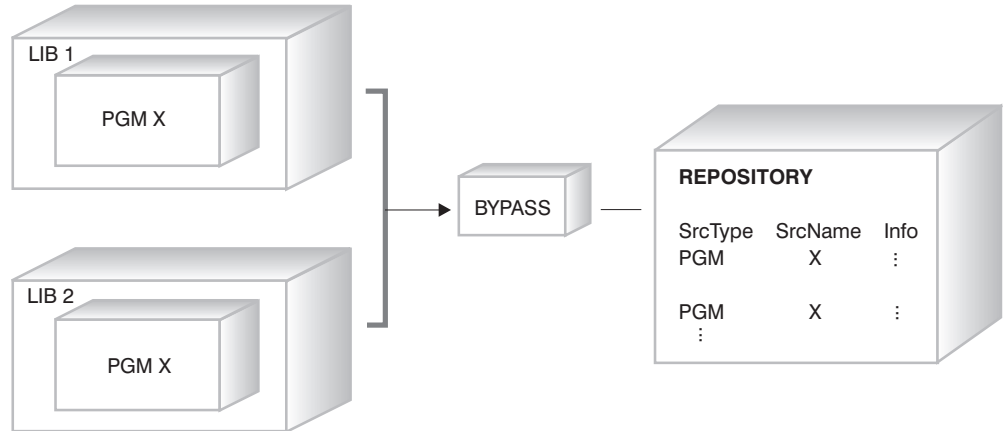 LIB 1
PGM X
LIB 2
PGM X
BYPASS
REPOSITORY
SrcType SrcName Info
PGM X ⋮
PGM X ⋮
⋮